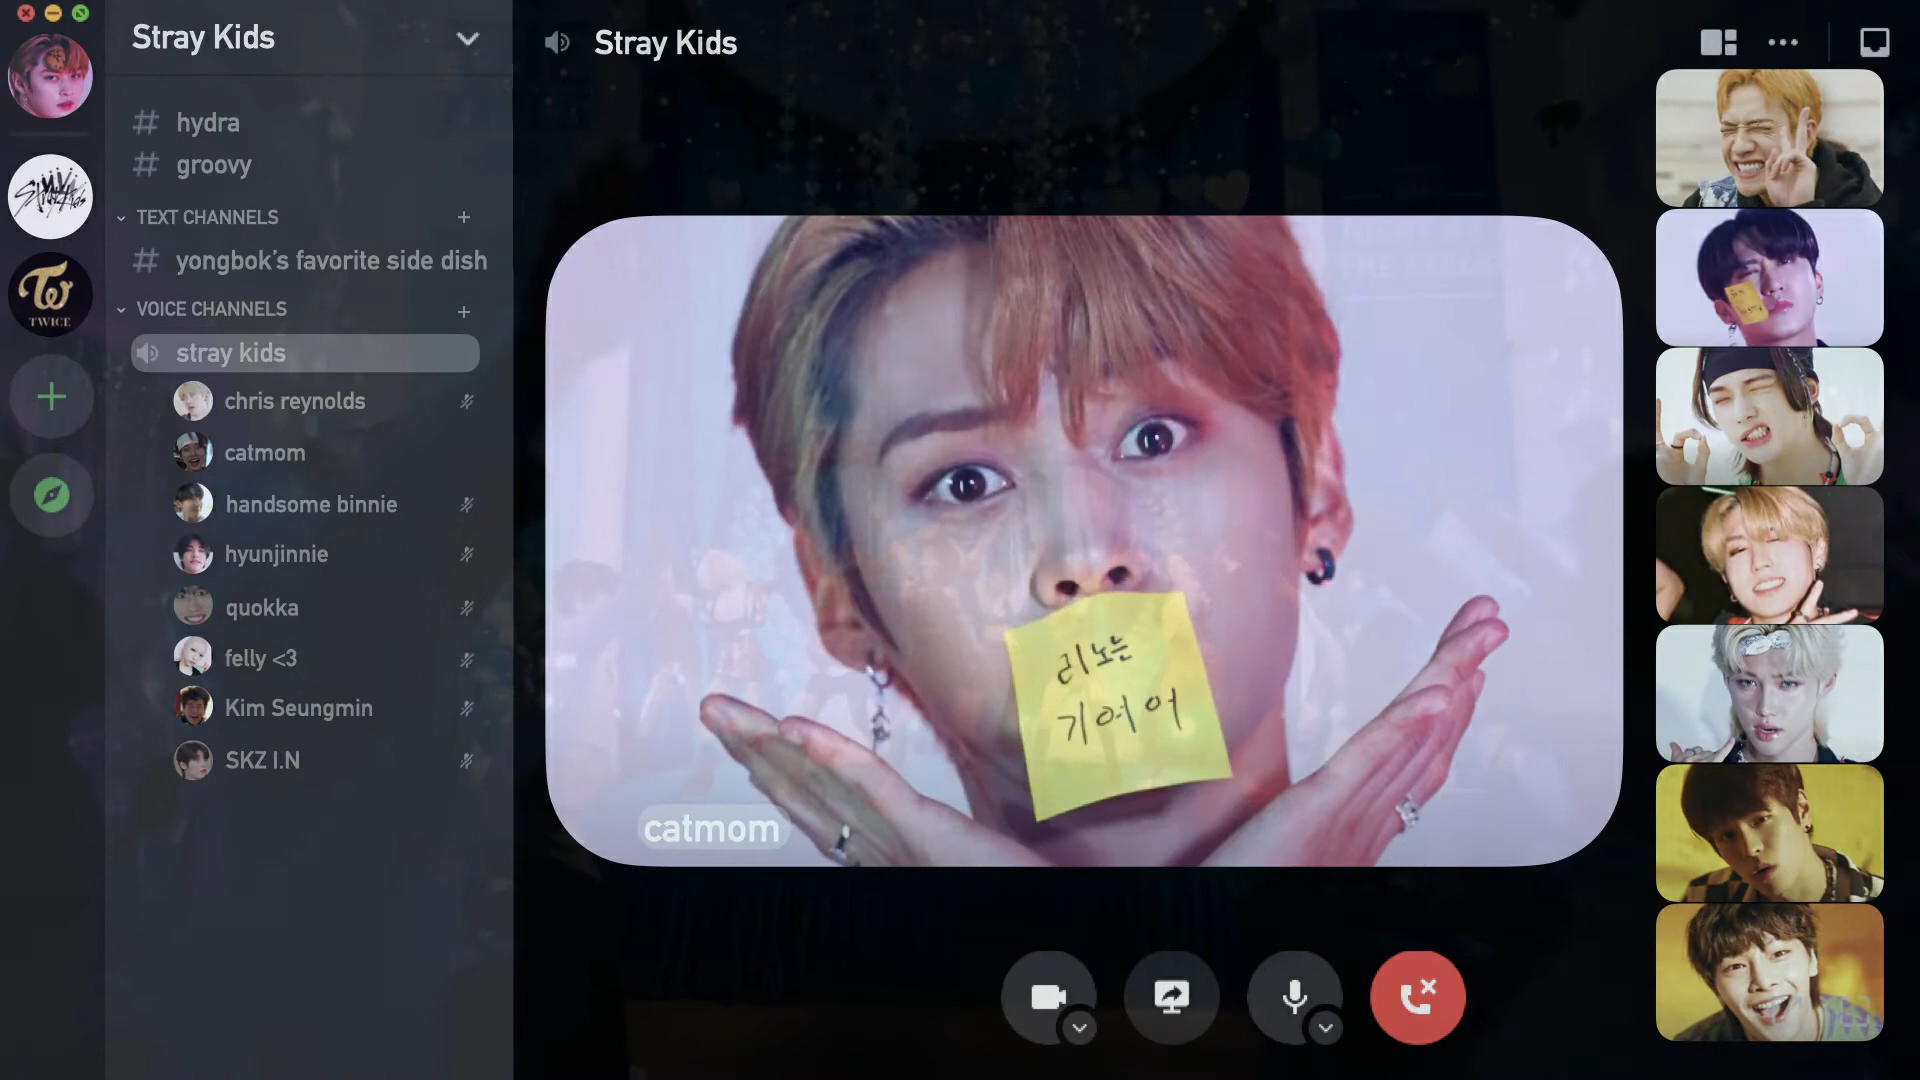 Stray Kids
hydra
groovy
TEXT CHANNELS
yongbok's favorite side dish
VOICE CHANNELS
stray kids
chris reynolds
catmom
handsome binnie
hyunjinnie
quokka
felly <3
Kim Seungmin
SKZ I.N
TWICE
Stray Kids
리노는
기여어
catmom